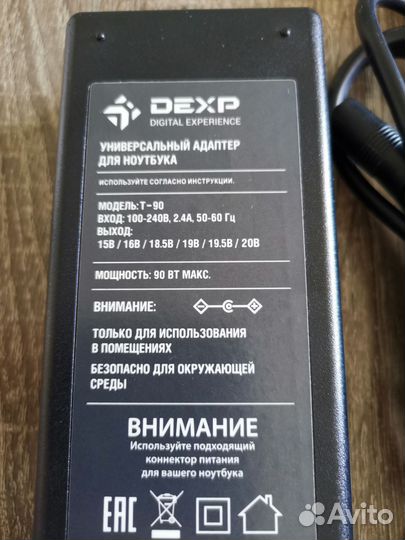 DEXP
DIGITAL EXPERIENCE
УНИВЕРСАЛЬНЫЙ АДАПТЕР
ДЛЯ НОУТБУКА
ИСПОЛЬЗУЙТЕ СОГЛАСНО ИНСТРУКЦИИ.
МОДЕЛЬ: Т-90
ВХОД: 100-240В, 2.4А, 50-60 Гц
ВЫХОД:
15В / 16В / 18.5В / 19В / 19.5В / 20В
МОЩНОСТЬ: 90 ВТ МАКС.
ВНИМАНИЕ:
ТОЛЬКО ДЛЯ ИСПОЛЬЗОВАНИЯ
В ПОМЕЩЕНИЯХ
БЕЗОПАСНО ДЛЯ ОКРУЖАЮЩЕЙ
СРЕДЫ
ВНИМАНИЕ
Используйте подходящий
коннектор питания
для вашего ноутбука
EAC
Avito